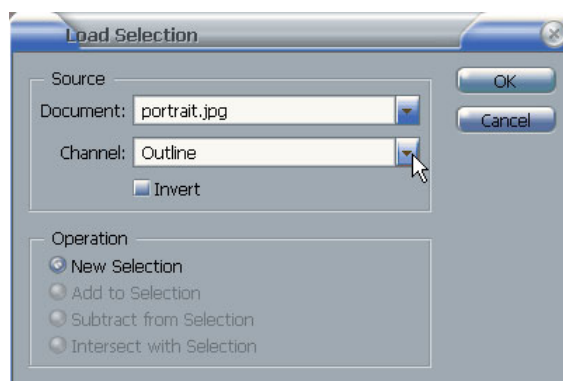 Load Selection
Source
OK
Document: portrait.jpg
Cancel
Channel: Outline
Invert
Operation
New Selection
Add to Selection
Subtract from Selection
Intersect with Selection